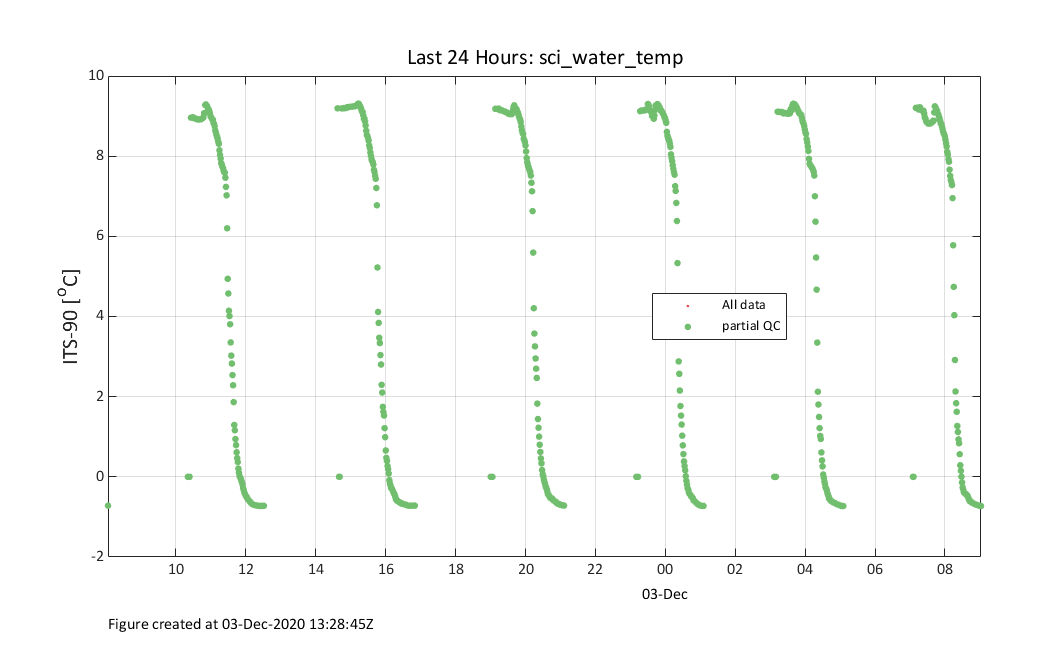 Last 24 Hours: sci_water_temp
10
8
6
4
2
0
-2
ITS-90 [°C]
All data
partial QC
10 12 14 16 18 20 22 00 02 04 06 08
03-Dec
Figure created at 03-Dec-2020 13:28:45Z